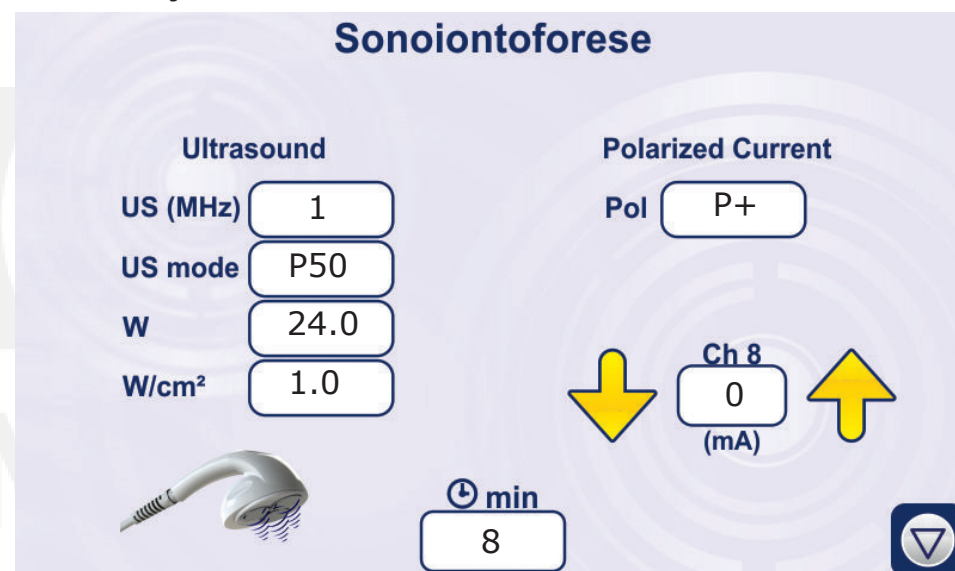 Sonoiontoforese
Ultrasound
US (MHz) 1
US mode P50
W 24.0
W/cm² 1.0
Polarized Current
Pol P+
Ch 8
0
(mA)
min
8